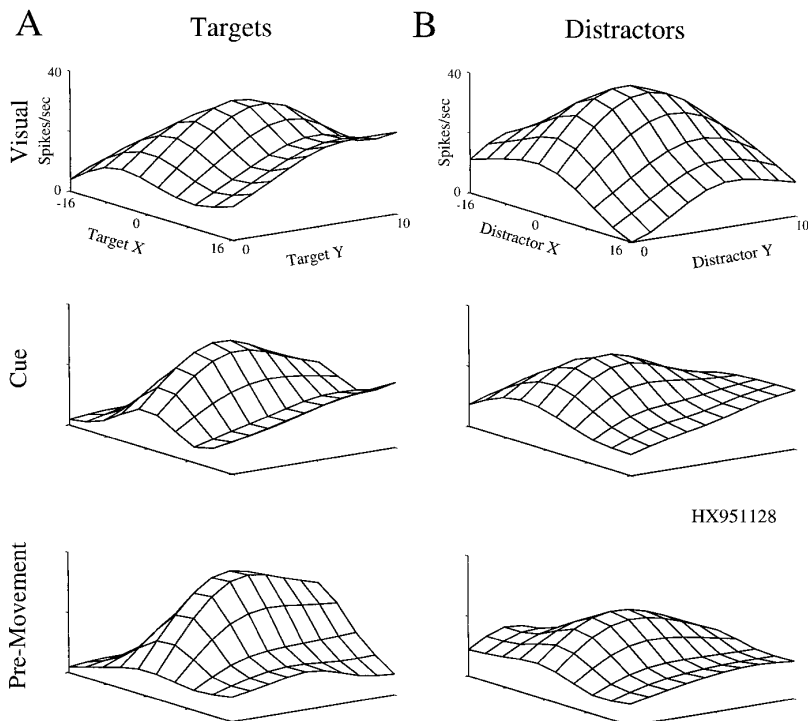 A
Targets
B
Distractors
Visual
Spikes/sec
40
0
-16
0
16
Target X
0
10
Target Y
Spikes/sec
40
0
-16
0
16
Distractor X
0
10
Distractor Y
Cue
HX951128
Pre-Movement